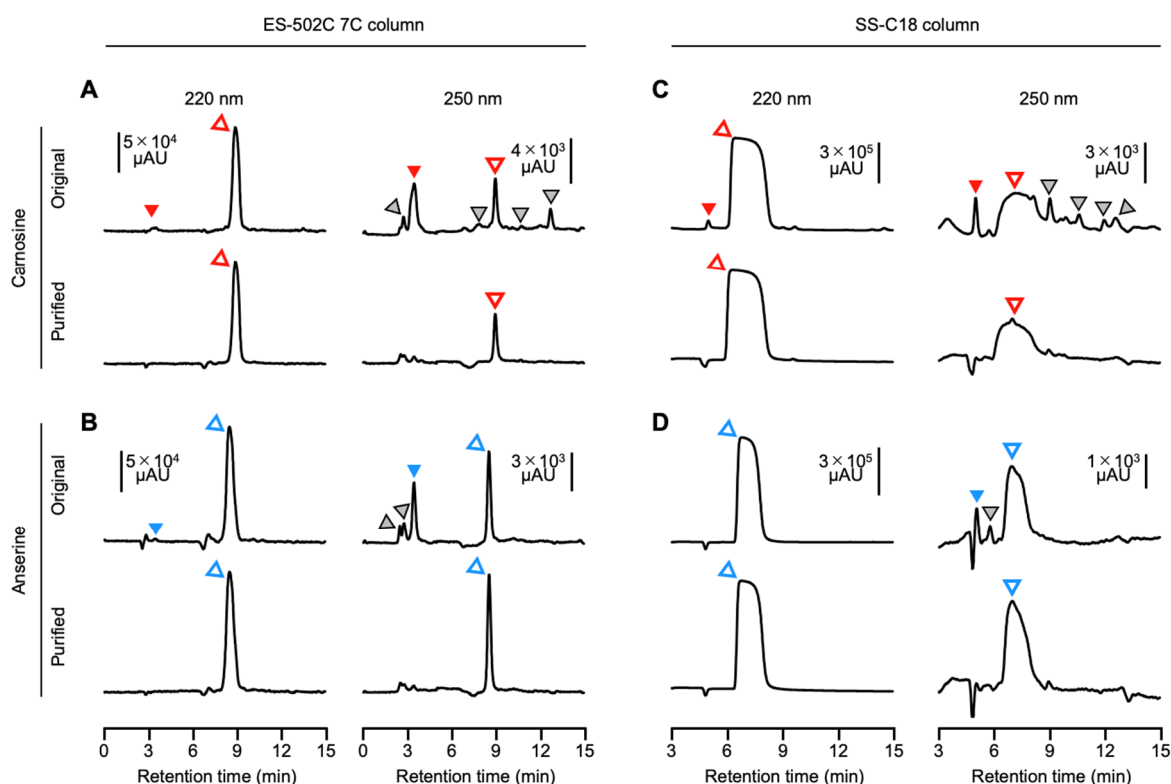 ES-502C 7C column
SS-C18 column
A
220 nm
250 nm
C
220 nm
250 nm
Carnosine
Original
5×10⁴
µAU
4×10³
µAU
3×10⁵
µAU
3×10³
µAU
Purified
B
D
Anserine
Original
5×10⁴
µAU
3×10³
µAU
3×10⁵
µAU
1×10³
µAU
Purified
0 3 6 9 12 15
0 3 6 9 12 15
3 6 9 12 15
3 6 9 12 15
Retention time (min)
Retention time (min)
Retention time (min)
Retention time (min)